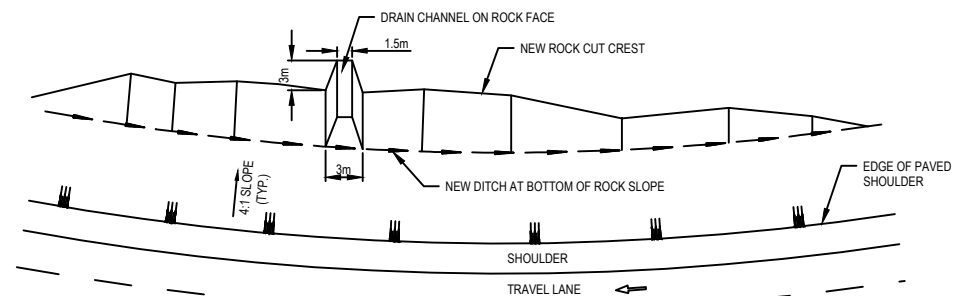 DRAIN CHANNEL ON ROCK FACE
1.5m
NEW ROCK CUT CREST
3m
EDGE OF PAVED
SHOULDER
3m
NEW DITCH AT BOTTOM OF ROCK SLOPE
4:1 SLOPE
(TYP.)
SHOULDER
TRAVEL LANE